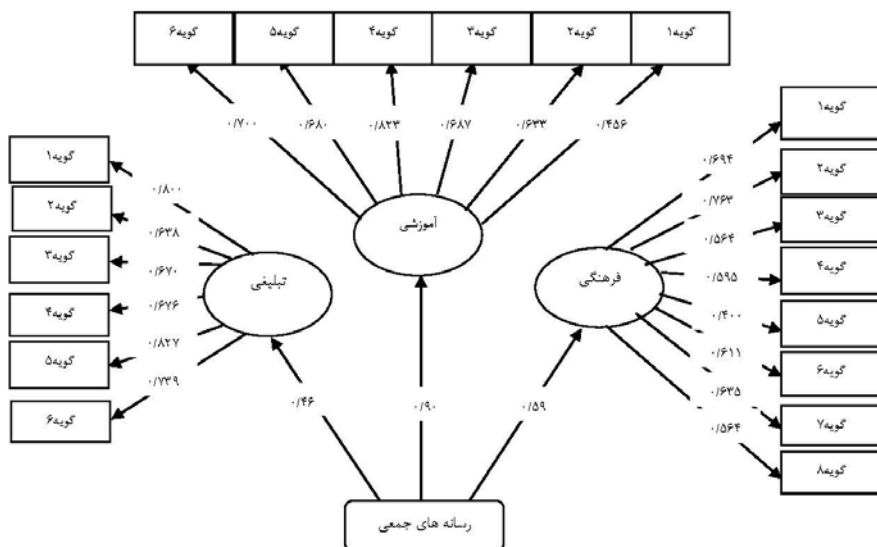 گویه۱
گویه۲
گویه۳
گویه۴
گویه۵
گویه۶
۰/۴۵۶
۰/۶۳۳
۰/۶۸۷
۰/۸۲۳
۰/۶۸۰
۰/۷۰۰
آموزشی
گویه۱
گویه۲
گویه۳
گویه۴
گویه۵
گویه۶
گویه۷
گویه۸
۰/۶۹۴
۰/۷۶۳
۰/۵۶۴
۰/۵۹۵
۰/۴۰۰
۰/۶۱۱
۰/۶۳۵
۰/۵۶۴
فرهنگی
گویه۱
گویه۲
گویه۳
گویه۴
گویه۵
گویه۶
۰/۸۰۰
۰/۶۳۸
۰/۶۷۰
۰/۶۷۶
۰/۸۲۷
۰/۷۳۹
تبلیغی
۰/۵۹
۰/۹۰
۰/۴۶
رسانه های جمعی